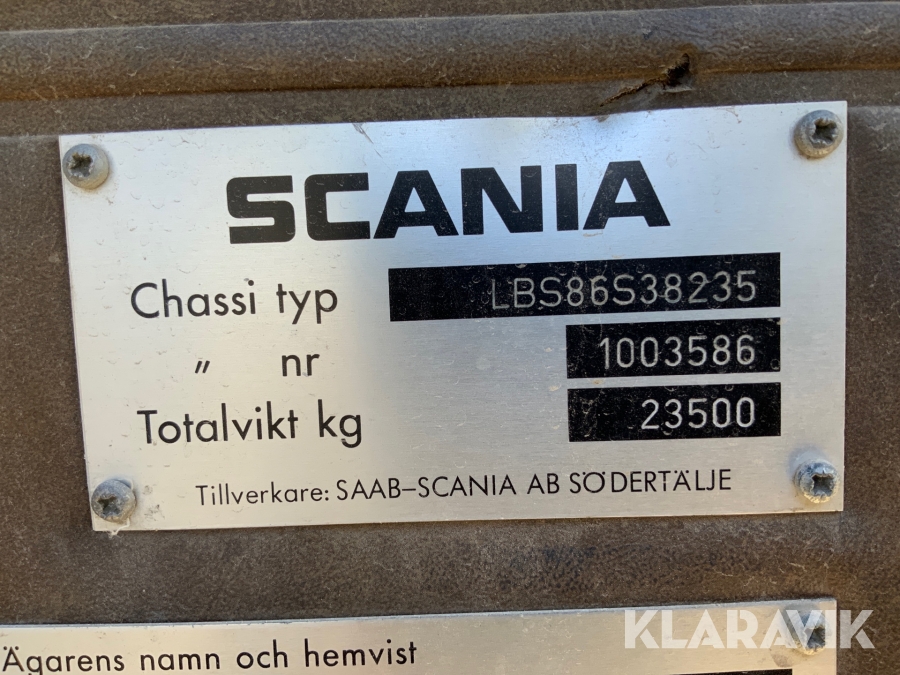 SCANIA
Chassi typ LBS86S38235
" nr 1003586
Totalvikt kg 23500
Tillverkare: SAAB-SCANIA AB SÖDERTÄLJE
KLARAVIK
Ägarens namn och hemvist